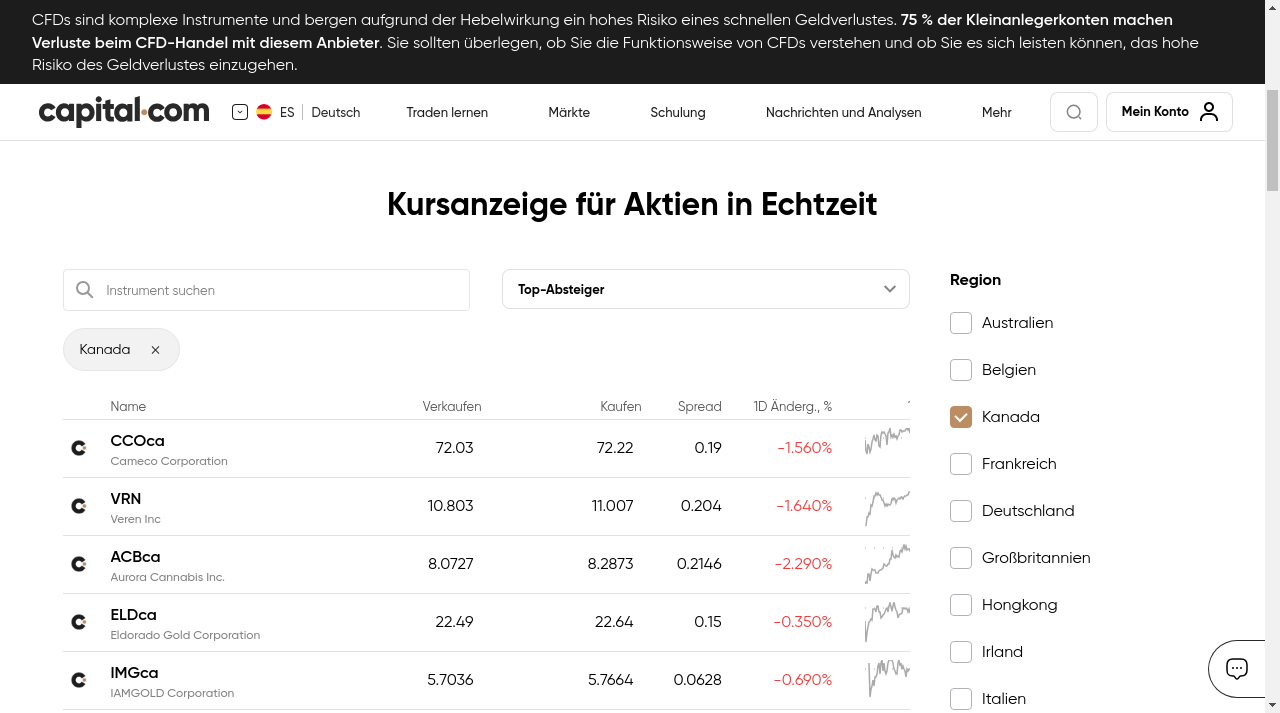 CFDs sind komplexe Instrumente und bergen aufgrund der Hebelwirkung ein hohes Risiko eines schnellen Geldverlustes. 75 % der Kleinanlegerkonten machen
Verluste beim CFD-Handel mit diesem Anbieter. Sie sollten überlegen, ob Sie die Funktionsweise von CFDs verstehen und ob Sie es sich leisten können, das hohe
Risiko des Geldverlustes einzugehen.
capital.com ES Deutsch Traden lernen Märkte Schulung Nachrichten und Analysen Mehr Mein Konto
Kursanzeige für Aktien in Echtzeit
Instrument suchen
Top-Absteiger
Kanada
Name Verkaufen Kaufen Spread 1D Änderg., %
CCOca 72.03 72.22 0.19 -1.560%
Cameco Corporation
VRN 10.803 11.007 0.204 -1.640%
Veren Inc
ACBca 8.0727 8.2873 0.2146 -2.290%
Aurora Cannabis Inc.
ELDca 22.49 22.64 0.15 -0.350%
Eldorado Gold Corporation
IMGca 5.7036 5.7664 0.0628 -0.690%
IAMGOLD Corporation
Region
Australien
Belgien
Kanada
Frankreich
Deutschland
Großbritannien
Hongkong
Irland
Italien